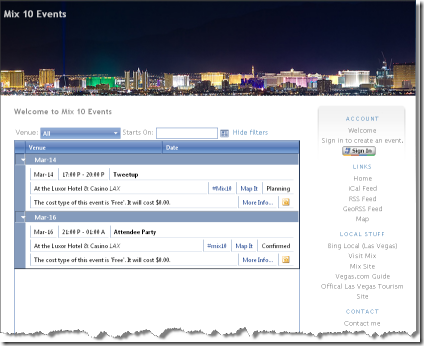 Mix 10 Events
Welcome to Mix 10 Events
Venue: All Starts On: Hide Filters
Venue Date
Mar-14
Mar-14 17:00 P - 20:00 P Tweetup
At the Luxor Hotel & Casino LAX #Mix10 Map It Planning
The cost type of this event is 'Free'. It will cost $0.00. More Info...
Mar-16
Mar-16 21:00 P - 01:00 A Attendee Party
At the Luxor Hotel & Casino LAX #mix10 Map It Confirmed
The cost type of this event is 'Free'. It will cost $0.00. More Info...
ACCOUNT
Welcome
Sign in to create an event.
Sign In
LINKS
Home
iCal Feed
RSS Feed
GeoRSS Feed
Map
LOCAL STUFF
Bing Local (Las Vegas)
Visit Mix
Mix Site
Vegas.com Guide
Offical Las Vegas Tourism
Site
CONTACT
Contact me